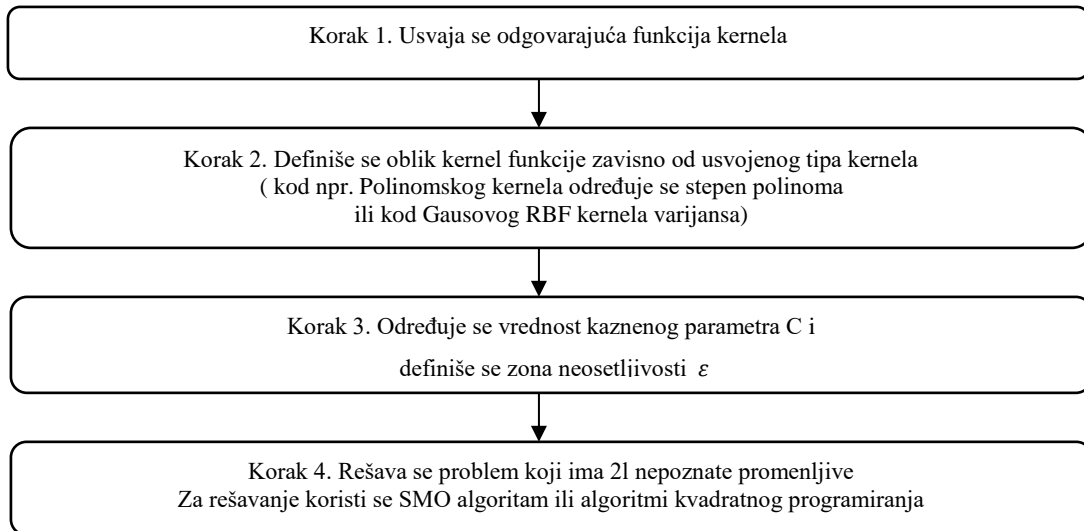 Korak 1. Usvaja se odgovarajuća funkcija kernela
Korak 2. Definiše se oblik kernel funkcije zavisno od usvojenog tipa kernela
( kod npr. Polinomskog kernela određuje se stepen polinoma
ili kod Gausovog RBF kernela varijansa)
Korak 3. Određuje se vrednost kaznenog parametra C i
definiše se zona neosetljivosti ε
Korak 4. Rešava se problem koji ima 2l nepoznate promenljive
Za rešavanje koristi se SMO algoritam ili algoritmi kvadratnog programiranja